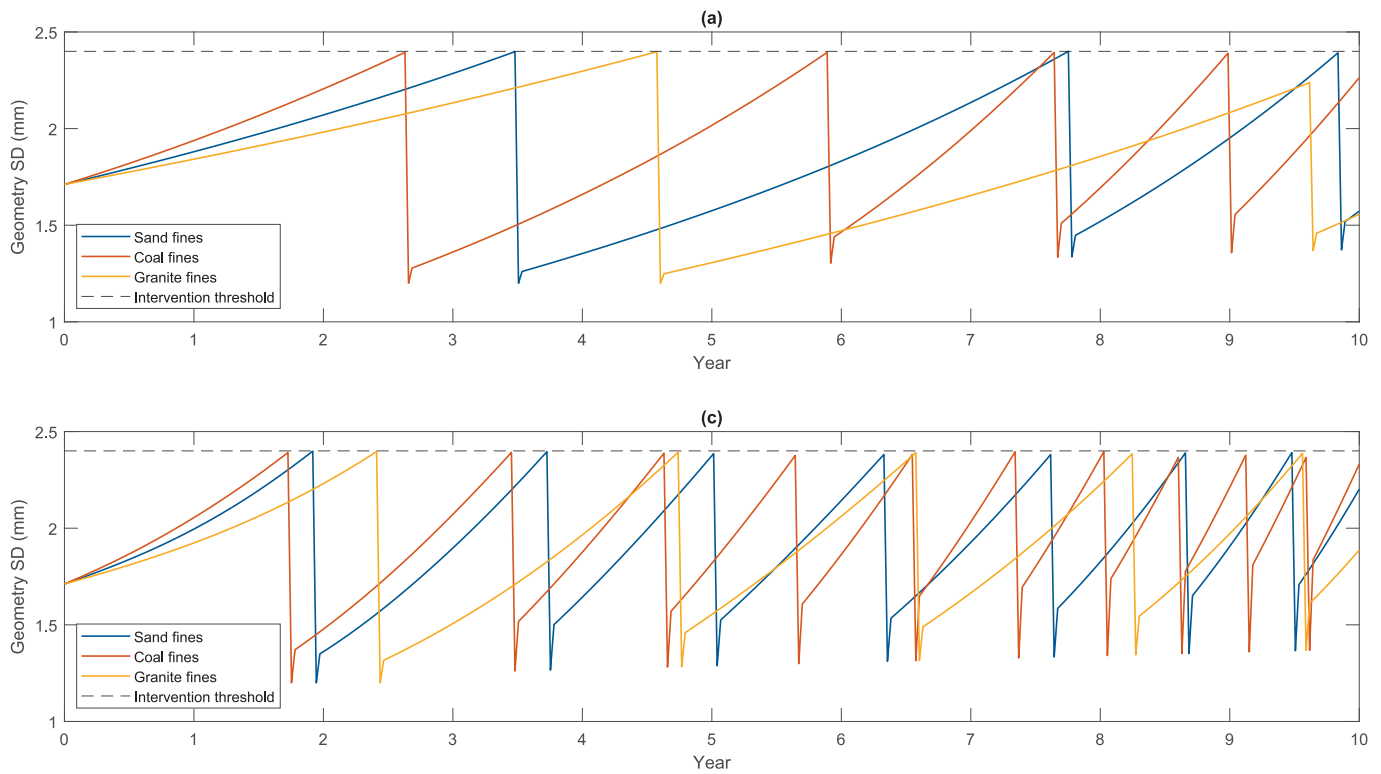 (a)
2.5
2
1.5
1
Geometry SD (mm)
Sand fines
Coal fines
Granite fines
Intervention threshold
0 1 2 3 4 5 6 7 8 9 10
Year
(c)
2.5
2
1.5
1
Geometry SD (mm)
Sand fines
Coal fines
Granite fines
Intervention threshold
0 1 2 3 4 5 6 7 8 9 10
Year